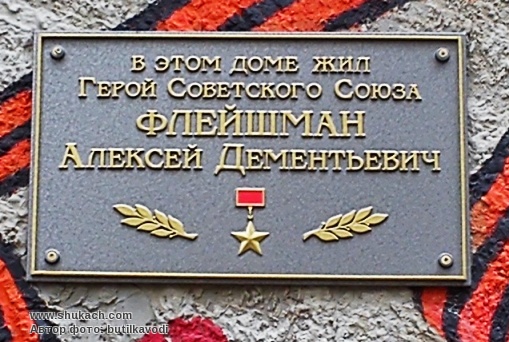 В ЭТОМ ДОМЕ ЖИЛ
ГЕРОЙ СОВЕТСКОГО СОЮЗА
ФЛЕЙШМАН
АЛЕКСЕЙ ДЕМЕНТЬЕВИЧ
www.shukach.com
Автор фото: butilkavodi